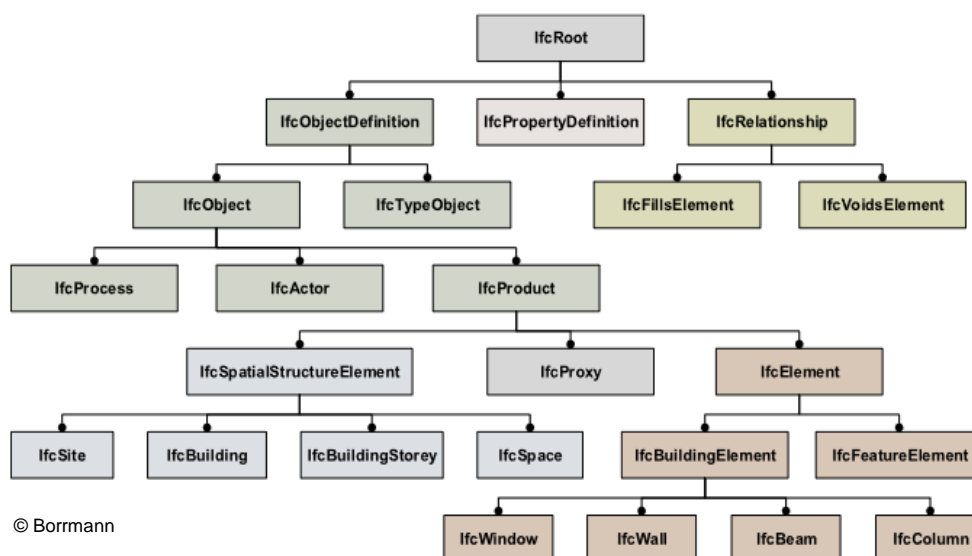 IfcRoot
IfcObjectDefinition
IfcPropertyDefinition
IfcRelationship
IfcObject
IfcTypeObject
IfcFillsElement
IfcVoidsElement
IfcProcess
IfcActor
IfcProduct
IfcSpatialStructureElement
IfcProxy
IfcElement
IfcSite
IfcBuilding
IfcBuildingStorey
IfcSpace
IfcBuildingElement
IfcFeatureElement
© Borrmann
IfcWindow
IfcWall
IfcBeam
IfcColumn